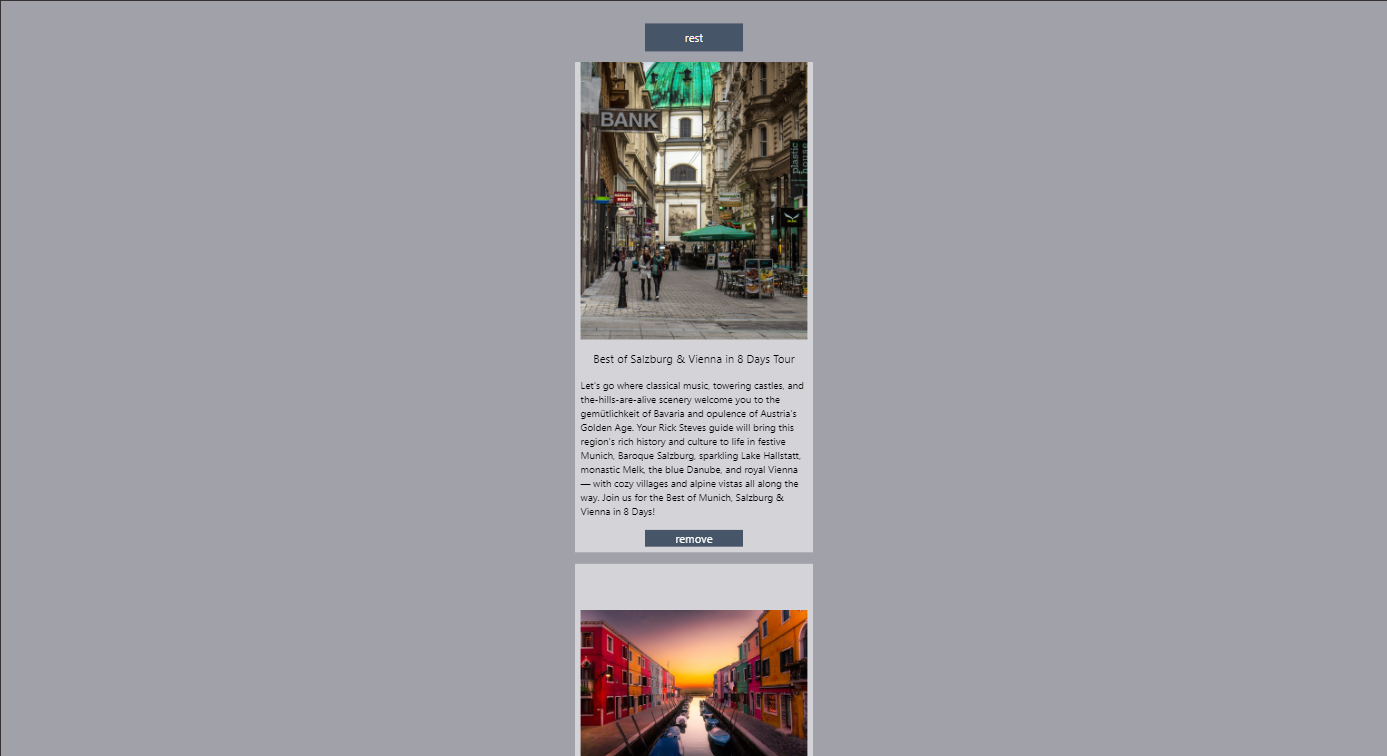 rest
BANK
plastic
house
Best of Salzburg & Vienna in 8 Days Tour
Let's go where classical music, towering castles, and
the-hills-are-alive scenery welcome you to the
gemütlichkeit of Bavaria and opulence of Austria's
Golden Age. Your Rick Steves guide will bring this
region's rich history and culture to life in festive
Munich, Baroque Salzburg, sparkling Lake Hallstatt,
monastic Melk, the blue Danube, and royal Vienna
— with cozy villages and alpine vistas all along the
way. Join us for the Best of Munich, Salzburg &
Vienna in 8 Days!
remove